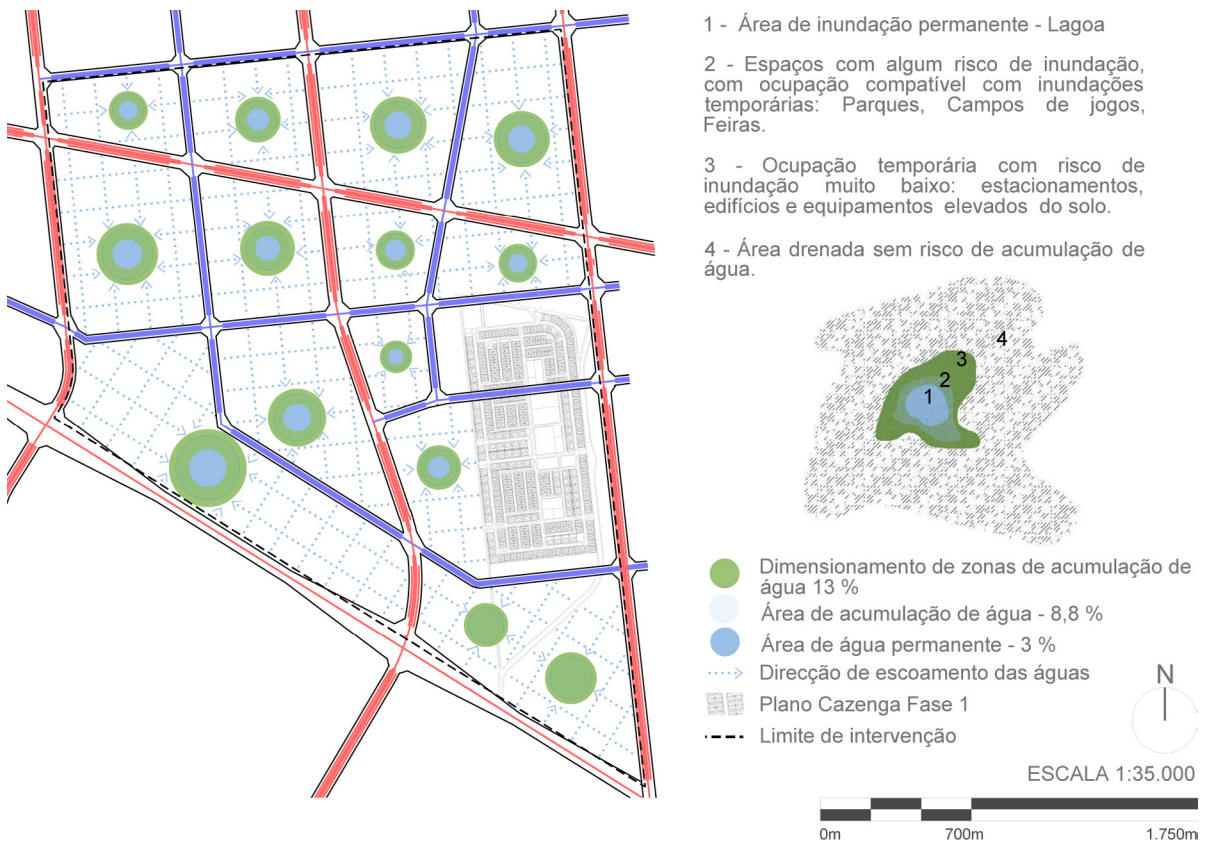 1 - Área de inundação permanente - Lagoa
2 - Espaços com algum risco de inundação,
com ocupação compatível com inundações
temporárias: Parques, Campos de jogos,
Feiras.
3 - Ocupação temporária com risco de
inundação muito baixo: estacionamentos,
edifícios e equipamentos elevados do solo.
4 - Área drenada sem risco de acumulação de
água.
4
3
2
1
Dimensionamento de zonas de acumulação de
água 13 %
Área de acumulação de água - 8,8 %
Área de água permanente - 3 %
Direcção de escoamento das águas
Plano Cazenga Fase 1
Limite de intervenção
N
ESCALA 1:35.000
0m 700m 1.750m